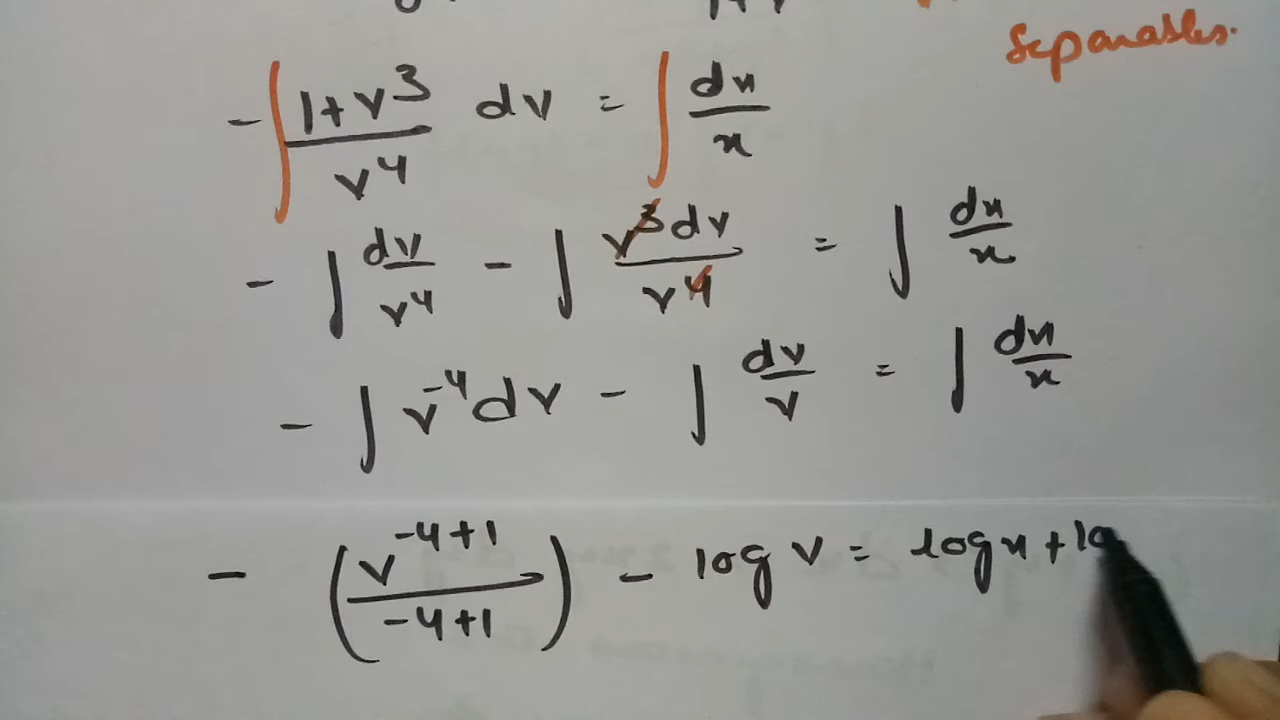 Separables.
-∫ 1+v³/v⁴ dv = ∫ dx/x
- ∫ dv/v⁴ - ∫ v³dv/v⁴ = ∫ dx/x
- ∫ v⁻⁴dv - ∫ dv/v = ∫ dx/x
- (v⁻⁴⁺¹/-4+1) - log v = log x + lo